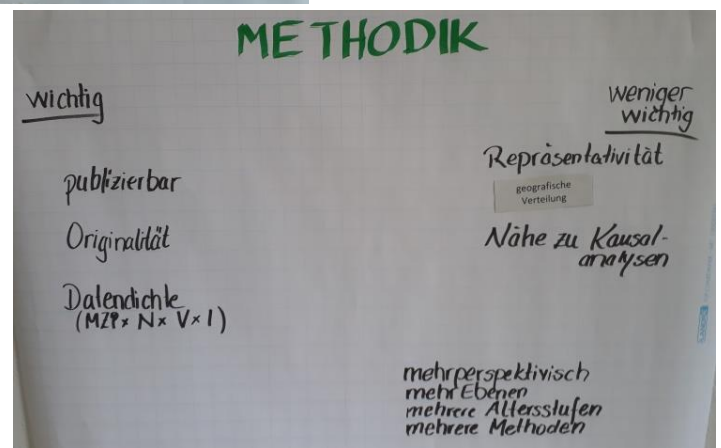 METHODIK
wichtig
publizierbar
Originalität
Datendichte
(MZP x N x V x I)
weniger
wichtig
Repräsentativität
geografische
Verteilung
Nähe zu Kausal-
analysen
mehrperspektivisch
mehr Ebenen
mehrere Altersstufen
mehrere Methoden